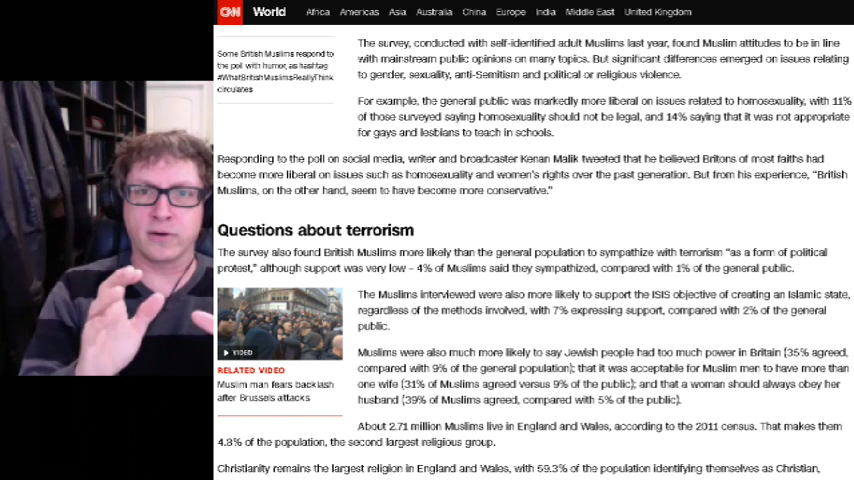 CNN World Africa Americas Asia Australia China Europe India Middle East United Kingdom
Some British Muslims respond to
the poll with humor, as hashtag
#WhatBritishMuslimsReallyThink
circulates
The survey, conducted with self-identified adult Muslims last year, found Muslim attitudes to be in line
with mainstream public opinions on many topics. But significant differences emerged on issues relating
to gender, sexuality, anti-Semitism and political or religious violence.
For example, the general public was markedly more liberal on issues related to homosexuality, with 11%
of those surveyed saying homosexuality should not be legal, and 14% saying that it was not appropriate
for gays and lesbians to teach in schools.
Responding to the poll on social media, writer and broadcaster Kenan Malik tweeted that he believed Britons of most faiths had
become more liberal on issues such as homosexuality and women's rights over the past generation. But from his experience, "British
Muslims, on the other hand, seem to have become more conservative."
Questions about terrorism
The survey also found British Muslims more likely than the general population to sympathize with terrorism "as a form of political
protest," although support was very low – 4% of Muslims said they sympathized, compared with 1% of the general public.
VIDEO
RELATED VIDEO
Muslim man fears backlash
after Brussels attacks
The Muslims interviewed were also more likely to support the ISIS objective of creating an Islamic state,
regardless of the methods involved, with 7% expressing support, compared with 2% of the general
public.
Muslims were also much more likely to say Jewish people had too much power in Britain (35% agreed,
compared with 9% of the general population); that it was acceptable for Muslim men to have more than
one wife (31% of Muslims agreed versus 9% of the public); and that a woman should always obey her
husband (39% of Muslims agreed, compared with 5% of the public).
About 2.71 million Muslims live in England and Wales, according to the 2011 census. That makes them
4.8% of the population, the second largest religious group.
Christianity remains the largest religion in England and Wales, with 59.3% of the population identifying themselves as Christian,